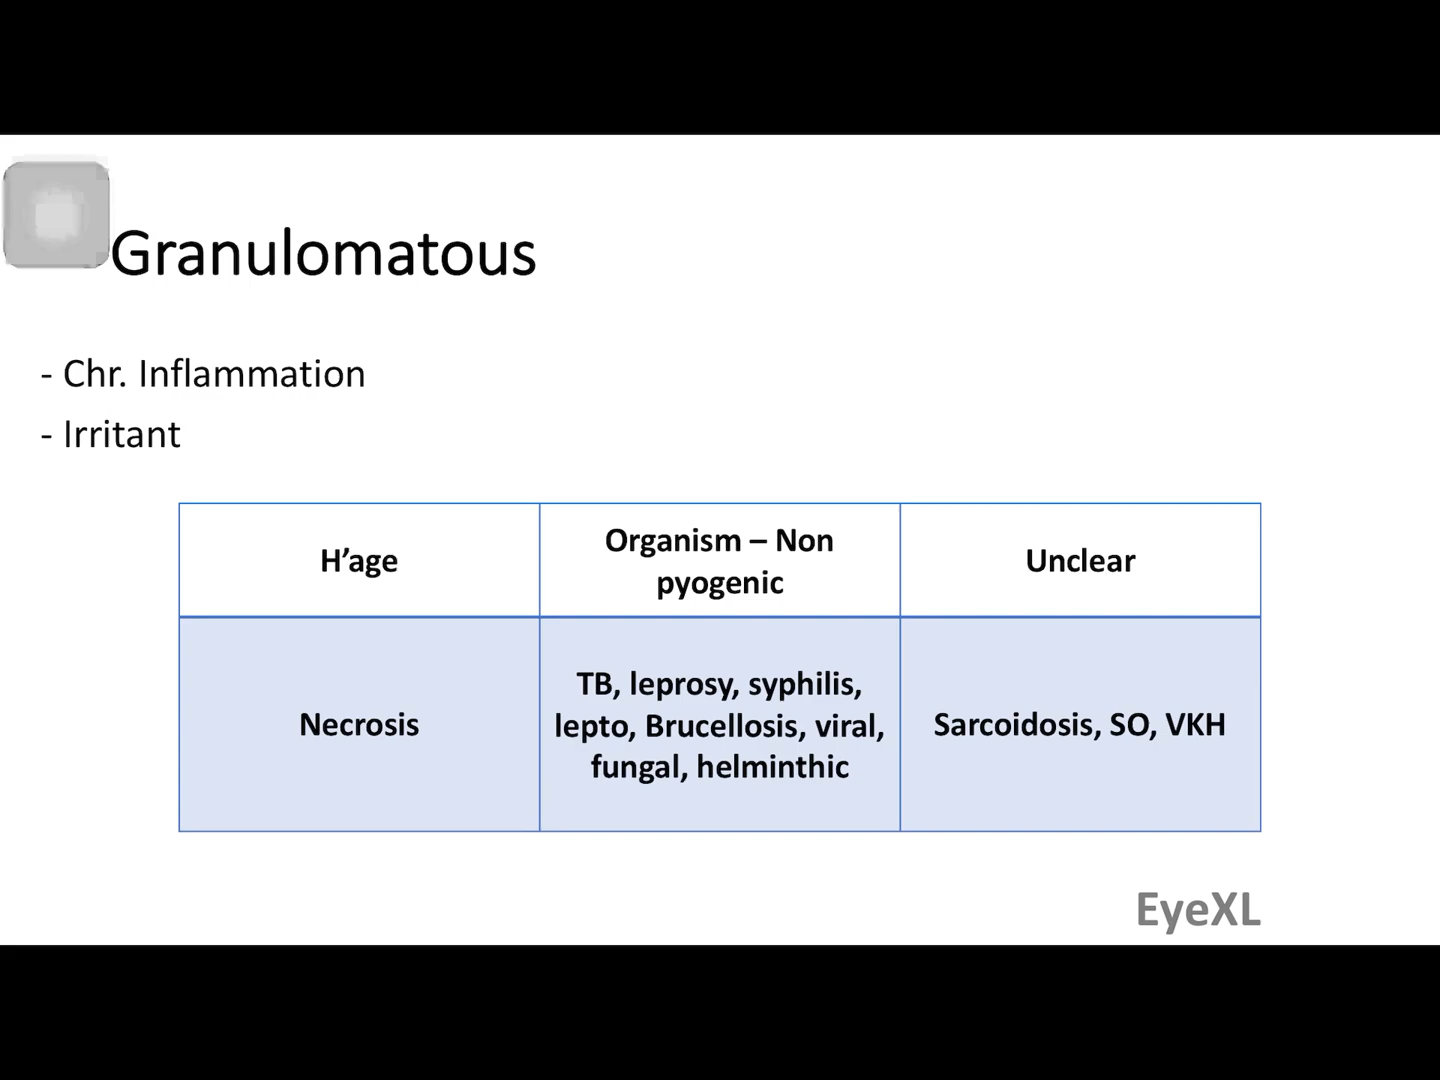 Granulomatous
- Chr. Inflammation
- Irritant
H’age
Organism – Non
pyogenic
Unclear
Necrosis
TB, leprosy, syphilis,
lepto, Brucellosis, viral,
fungal, helminthic
Sarcoidosis, SO, VKH
EyeXL